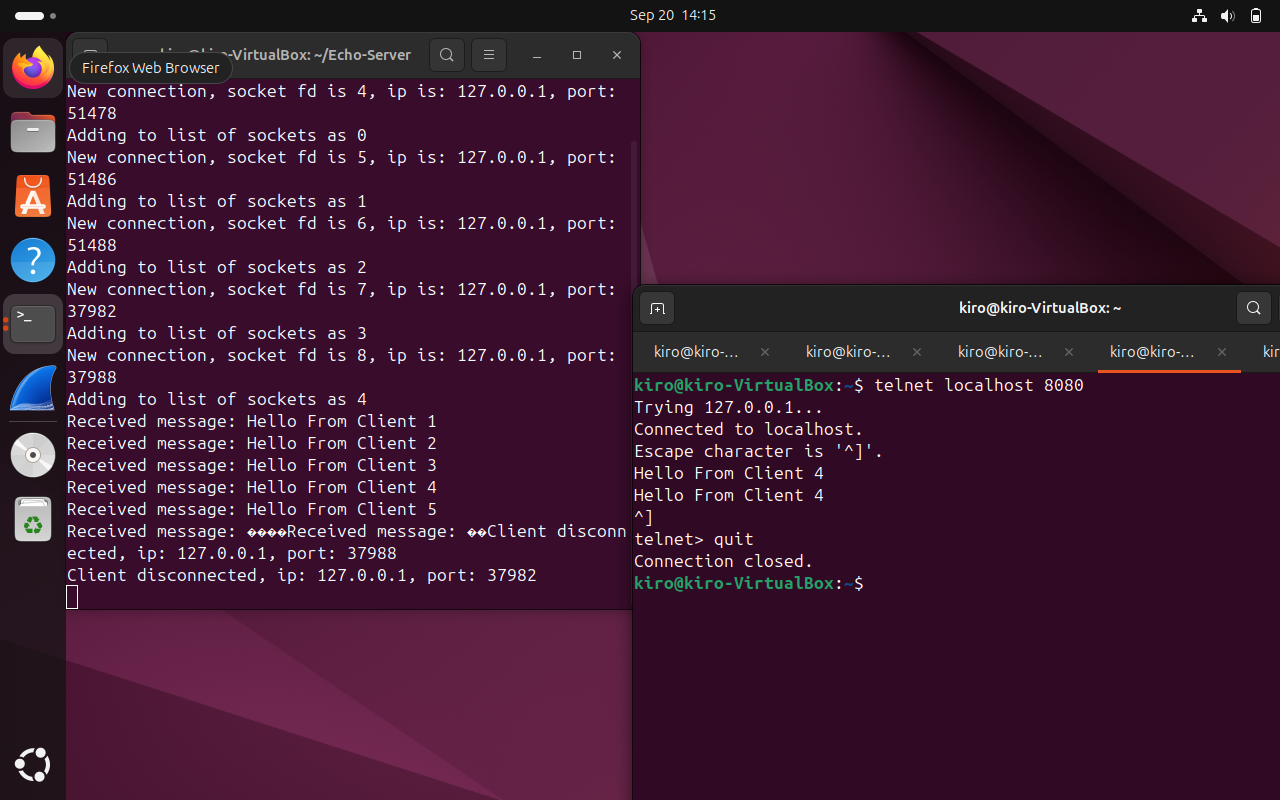 Sep 20 14:15
VirtualBox: ~/Echo-Server
Firefox Web Browser
New connection, socket fd is 4, ip is: 127.0.0.1, port:
51478
Adding to list of sockets as 0
New connection, socket fd is 5, ip is: 127.0.0.1, port:
51486
Adding to list of sockets as 1
New connection, socket fd is 6, ip is: 127.0.0.1, port:
51488
Adding to list of sockets as 2
New connection, socket fd is 7, ip is: 127.0.0.1, port:
37982
Adding to list of sockets as 3
New connection, socket fd is 8, ip is: 127.0.0.1, port:
37988
Adding to list of sockets as 4
Received message: Hello From Client 1
Received message: Hello From Client 2
Received message: Hello From Client 3
Received message: Hello From Client 4
Received message: Hello From Client 5
Received message: ����Received message: ��Client disconn
ected, ip: 127.0.0.1, port: 37988
Client disconnected, ip: 127.0.0.1, port: 37982
kiro@kiro-VirtualBox: ~
kiro@kiro-... kiro@kiro-... kiro@kiro-... kiro@kiro-... kir
kiro@kiro-VirtualBox:~$ telnet localhost 8080
Trying 127.0.0.1...
Connected to localhost.
Escape character is '^]'.
Hello From Client 4
Hello From Client 4
^]
telnet> quit
Connection closed.
kiro@kiro-VirtualBox:~$